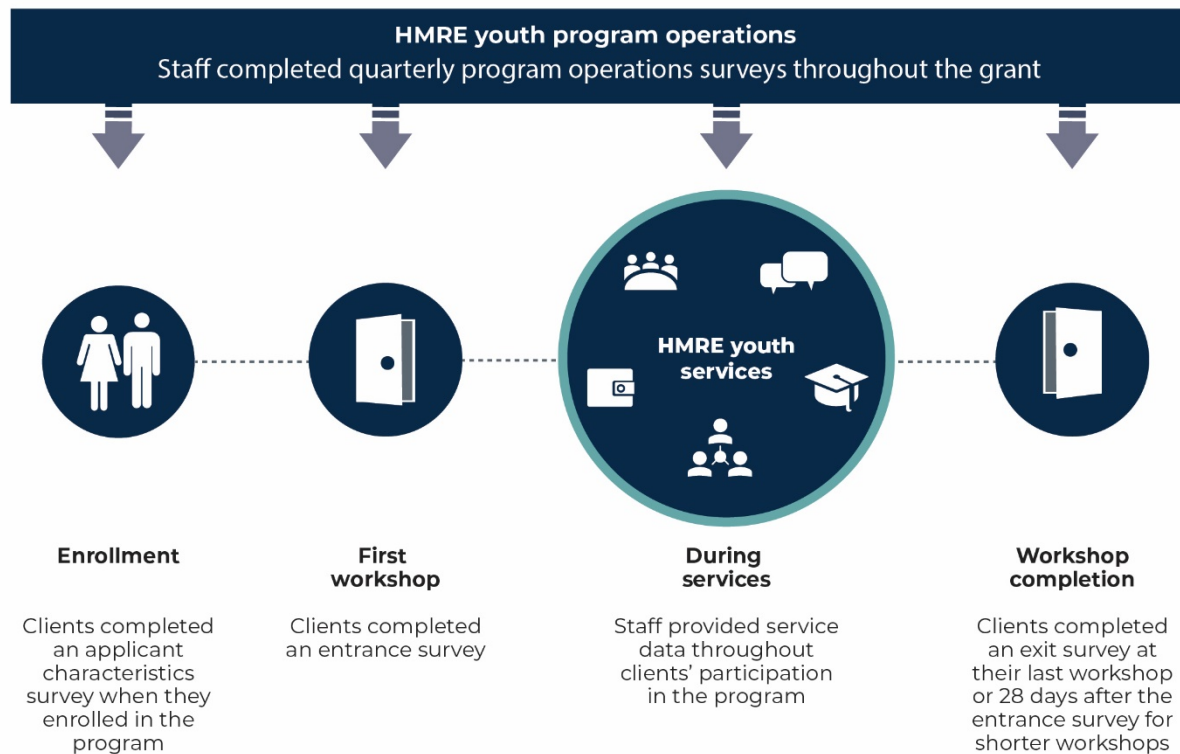 HMRE youth program operations
Staff completed quarterly program operations surveys throughout the grant
HMRE youth
services
Enrollment
Clients completed
an applicant
characteristics
survey when they
enrolled in the
program
First
workshop
Clients completed
an entrance survey
During
services
Staff provided service
data throughout
clients’ participation
in the program
Workshop
completion
Clients completed
an exit survey at
their last workshop
or 28 days after the
entrance survey for
shorter workshops